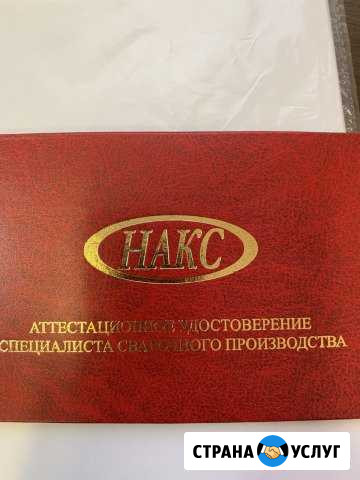 НАКС
АТТЕСТАЦИОННОЕ УДОСТОВЕРЕНИЕ
СПЕЦИАЛИСТА СВАРОЧНОГО ПРОИЗВОДСТВА
СТРАНА УСЛУГ